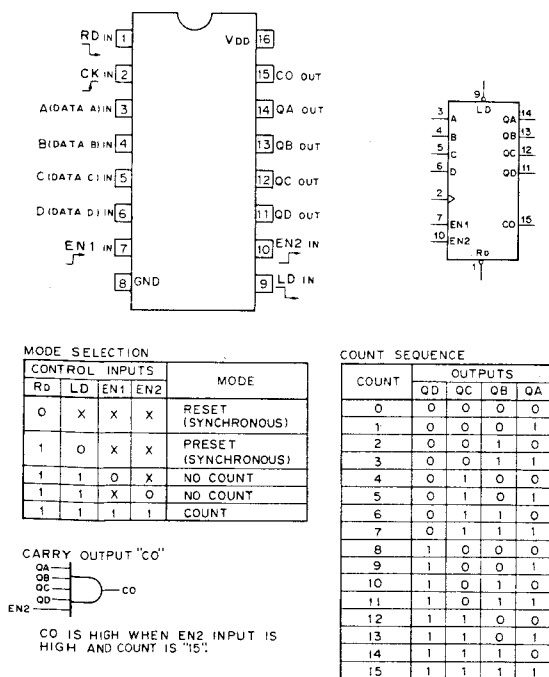 RD IN 1
VDD 16
CK IN 2
15 CO OUT
A(DATA A) IN 3
14 QA OUT
B(DATA B) IN 4
13 QB OUT
C(DATA C) IN 5
12 QC OUT
D(DATA D) IN 6
11 QD OUT
EN1 IN 7
10 EN2 IN
8 GND
9 LD IN
9
LD
3 A QA 14
4 B QB 13
5 C QC 12
6 D QD 11
2
7 EN1 CO 15
10 EN2
RD
1
MODE SELECTION
CONTROL INPUTS MODE
RD LD EN1 EN2
0 X X X RESET
(SYNCHRONOUS)
1 0 X X PRESET
(SYNCHRONOUS)
1 1 0 X NO COUNT
1 1 X 0 NO COUNT
1 1 1 1 COUNT
CARRY OUTPUT "CO"
QA
QB
QC
QD
EN2
CO
CO IS HIGH WHEN EN2 INPUT IS
HIGH AND COUNT IS "15".
COUNT SEQUENCE
COUNT OUTPUTS
QD QC QB QA
0 0 0 0 0
1 0 0 0 1
2 0 0 1 0
3 0 0 1 1
4 0 1 0 0
5 0 1 0 1
6 0 1 1 0
7 0 1 1 1
8 1 0 0 0
9 1 0 0 1
10 1 0 1 0
11 1 0 1 1
12 1 1 0 0
13 1 1 0 1
14 1 1 1 0
15 1 1 1 1